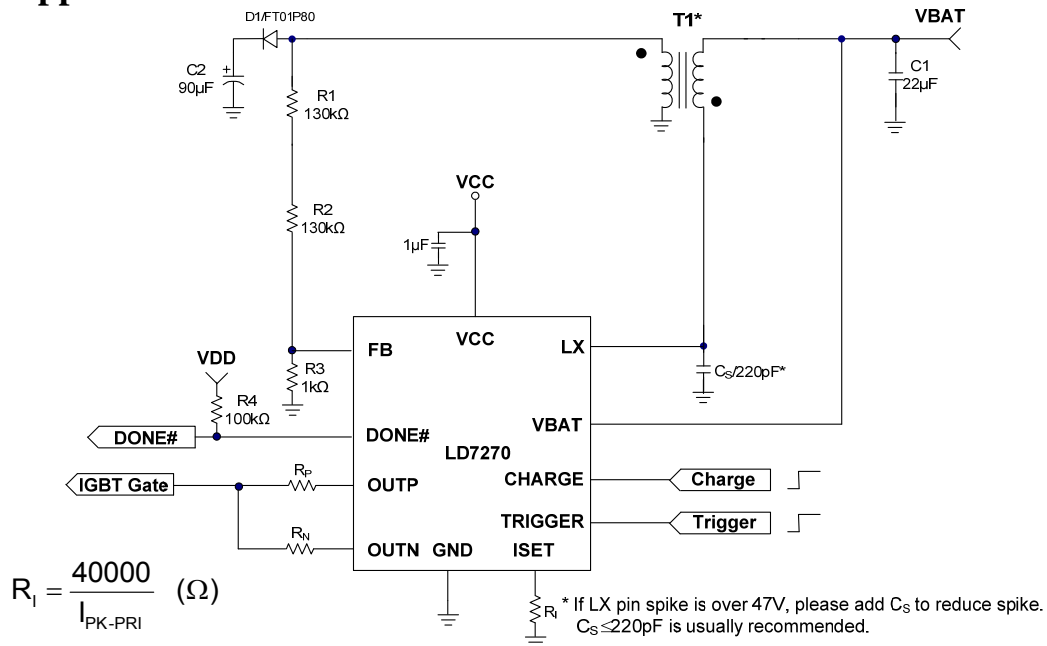 D1/FT01P80
T1*
VBAT
C2
90µF
+
C1
22µF
R1
130kΩ
VCC
R2
130kΩ
1µF
VCC
FB
LX
VDD
R3
1kΩ
CS/220pF*
R4
100kΩ
VBAT
DONE#
DONE#
LD7270
RP
CHARGE
Charge
IGBT Gate
OUTP
TRIGGER
Trigger
RN
OUTN
GND
ISET
RI = 40000 / IPK-PRI (Ω)
RI
* If LX pin spike is over 47V, please add CS to reduce spike.
CS≤220pF is usually recommended.